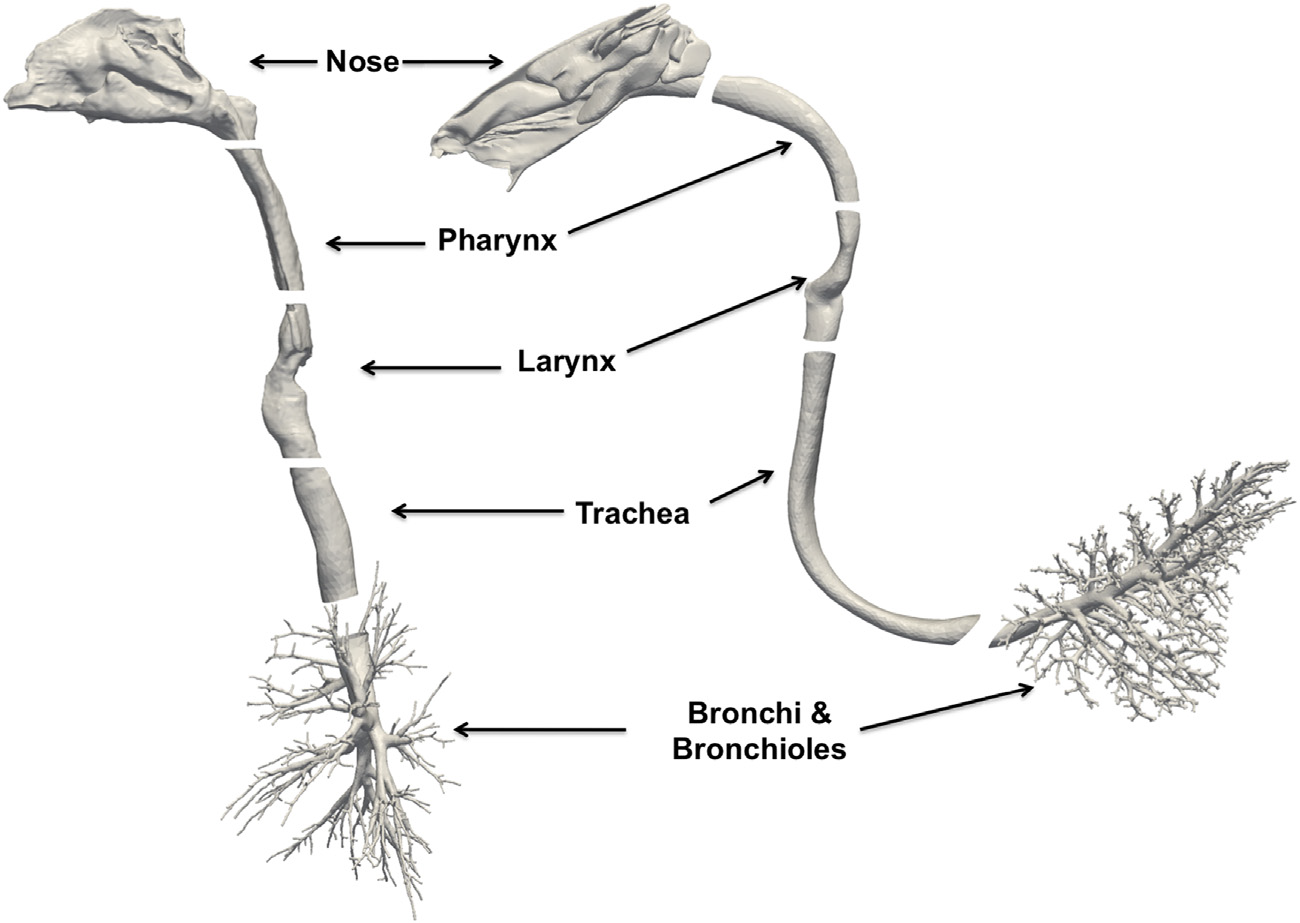 Nose
Pharynx
Larynx
Trachea
Bronchi &
Bronchioles